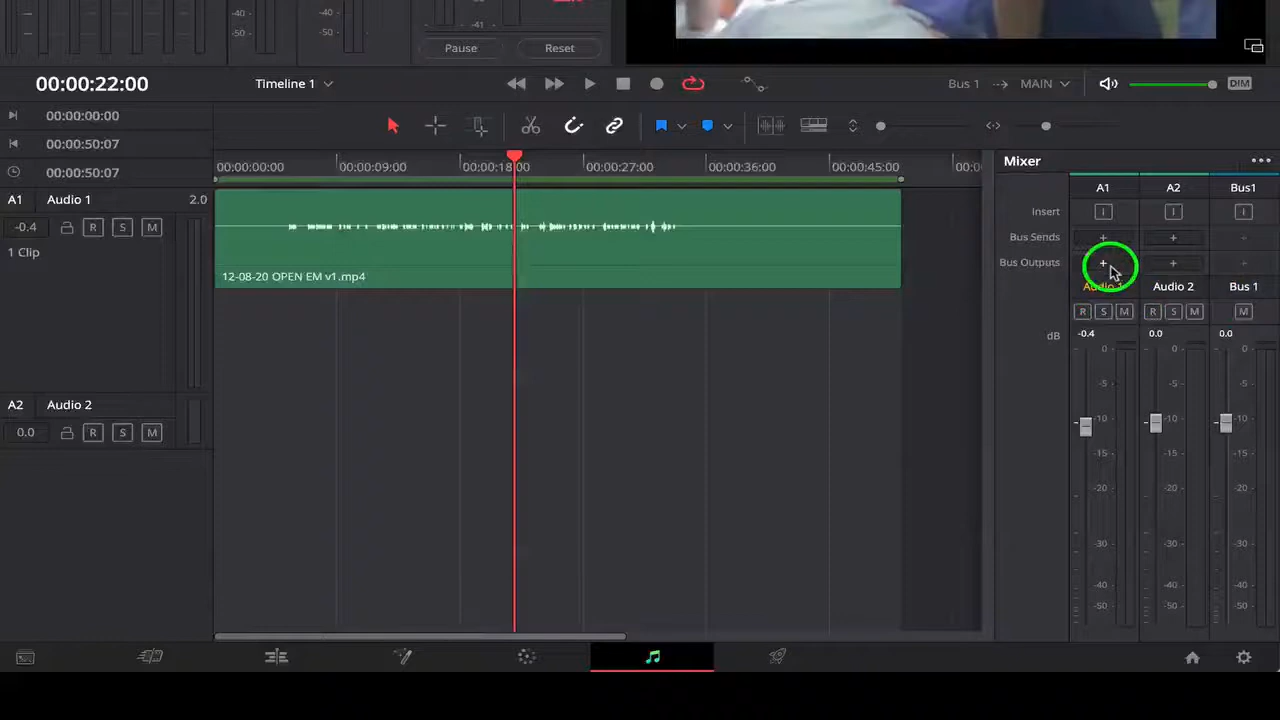 -40 -40
-50 -50
-41
Pause Reset
00:00:22:00 Timeline 1 Bus 1 MAIN DIM
00:00:00:00
00:00:50:07
00:00:50:07
00:00:00:00 00:00:09:00 00:00:18:00 00:00:27:00 00:00:36:00 00:00:45:00 00:00
Mixer
A1 Audio 1 2.0
-0.4 R S M
1 Clip
12-08-20 OPEN EM v1.mp4
A2 Audio 2
0.0 R S M
A1 A2 Bus1
Insert I I I
Bus Sends + + +
Bus Outputs + + +
Audio 1 Audio 2 Bus 1
R S M R S M M
dB -0.4 0.0 0.0
0 0 0
-5 -5 -5
-10 -10 -10
-15 -15 -15
-20 -20 -20
-30 -30 -30
-40 -40 -40
-50 -50 -50